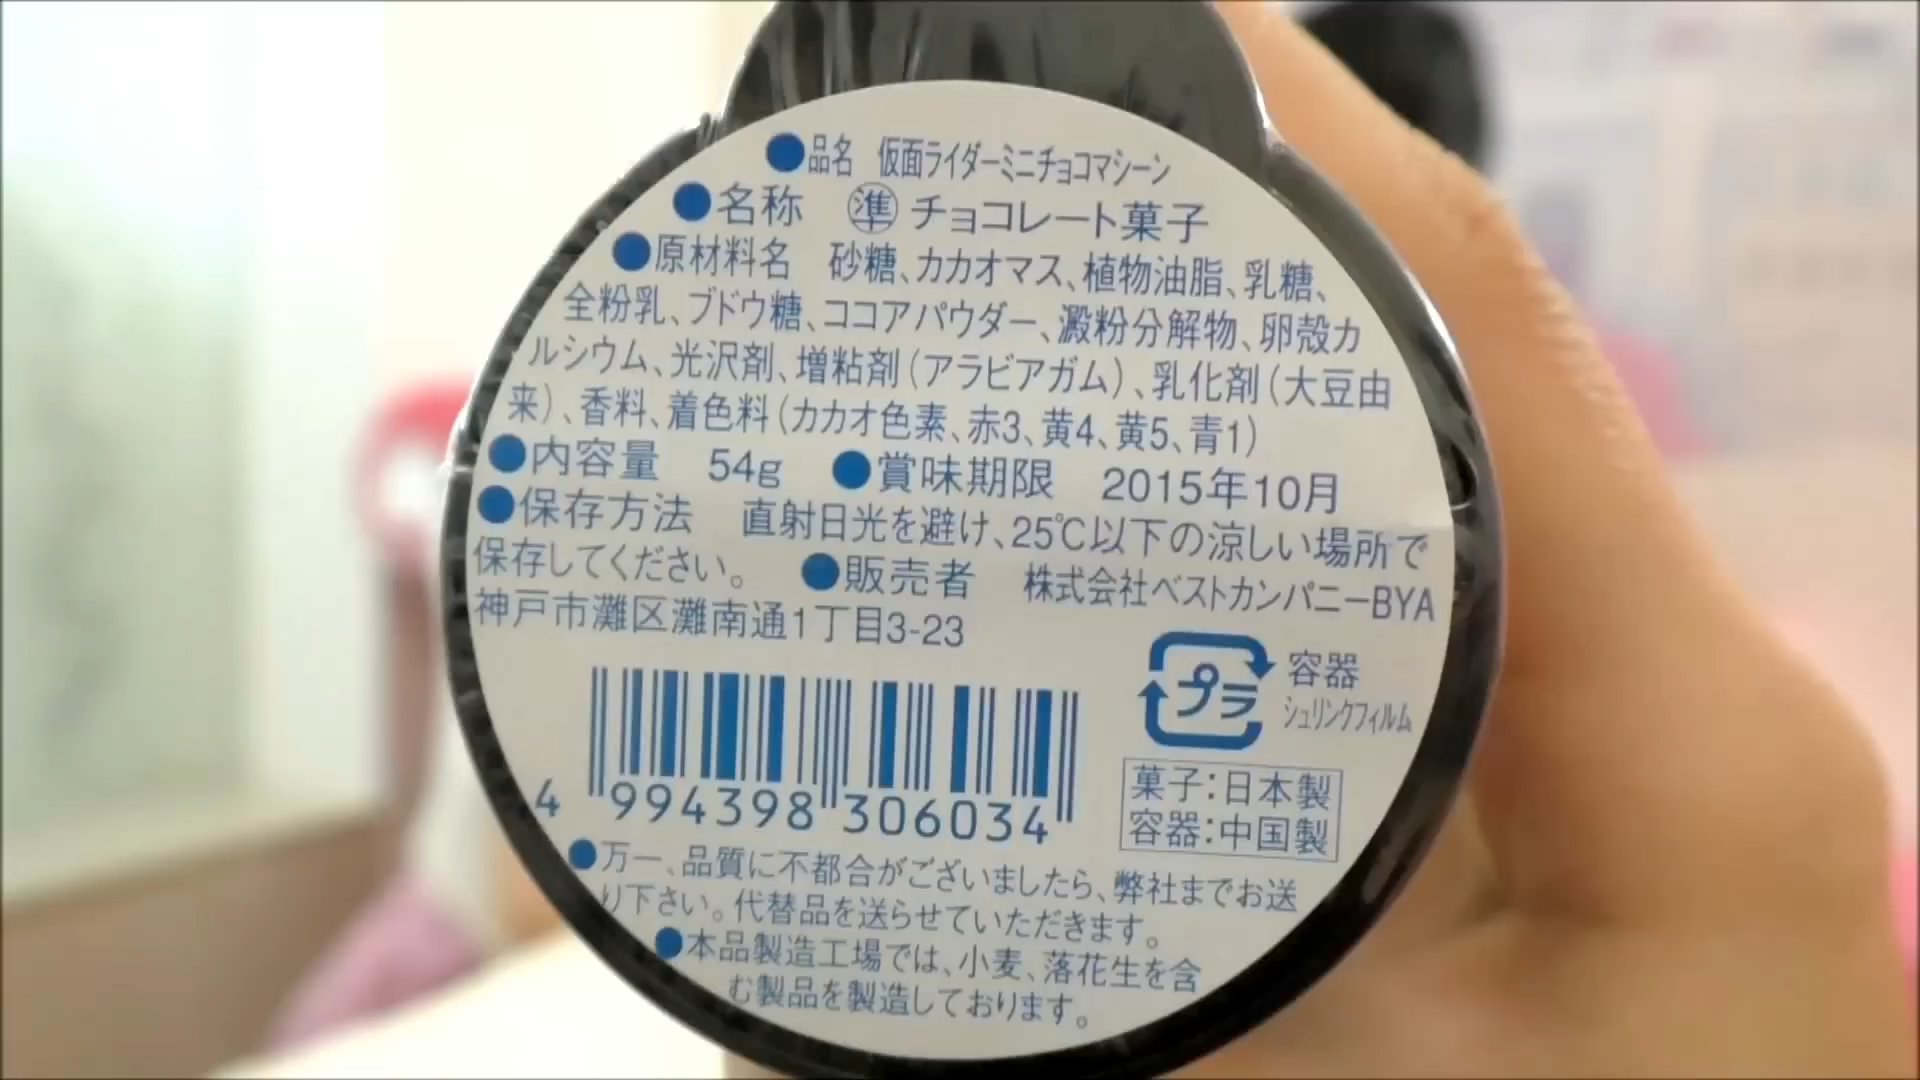 ●品名 仮面ライダーミニチョコマシーン
●名称 ㊜準 チョコレート菓子
●原材料名 砂糖、カカオマス、植物油脂、乳糖、
全粉乳、ブドウ糖、ココアパウダー、澱粉分解物、卵殻カ
ルシウム、光沢剤、増粘剤(アラビアガム)、乳化剤(大豆由
来)、香料、着色料(カカオ色素、赤3、黄4、黄5、青1)
●内容量 54g ●賞味期限 2015年10月
●保存方法 直射日光を避け、25℃以下の涼しい場所で
保存してください。 ●販売者 株式会社ベストカンパニーBYA
神戸市灘区灘南通1丁目3-23
プラ 容器
シュリンクフィルム
4 994398 306034
菓子:日本製
容器:中国製
●万一、品質に不都合がございましたら、弊社までお送
り下さい。代替品を送らせていただきます。
●本品製造工場では、小麦、落花生を含
む製品を製造しております。